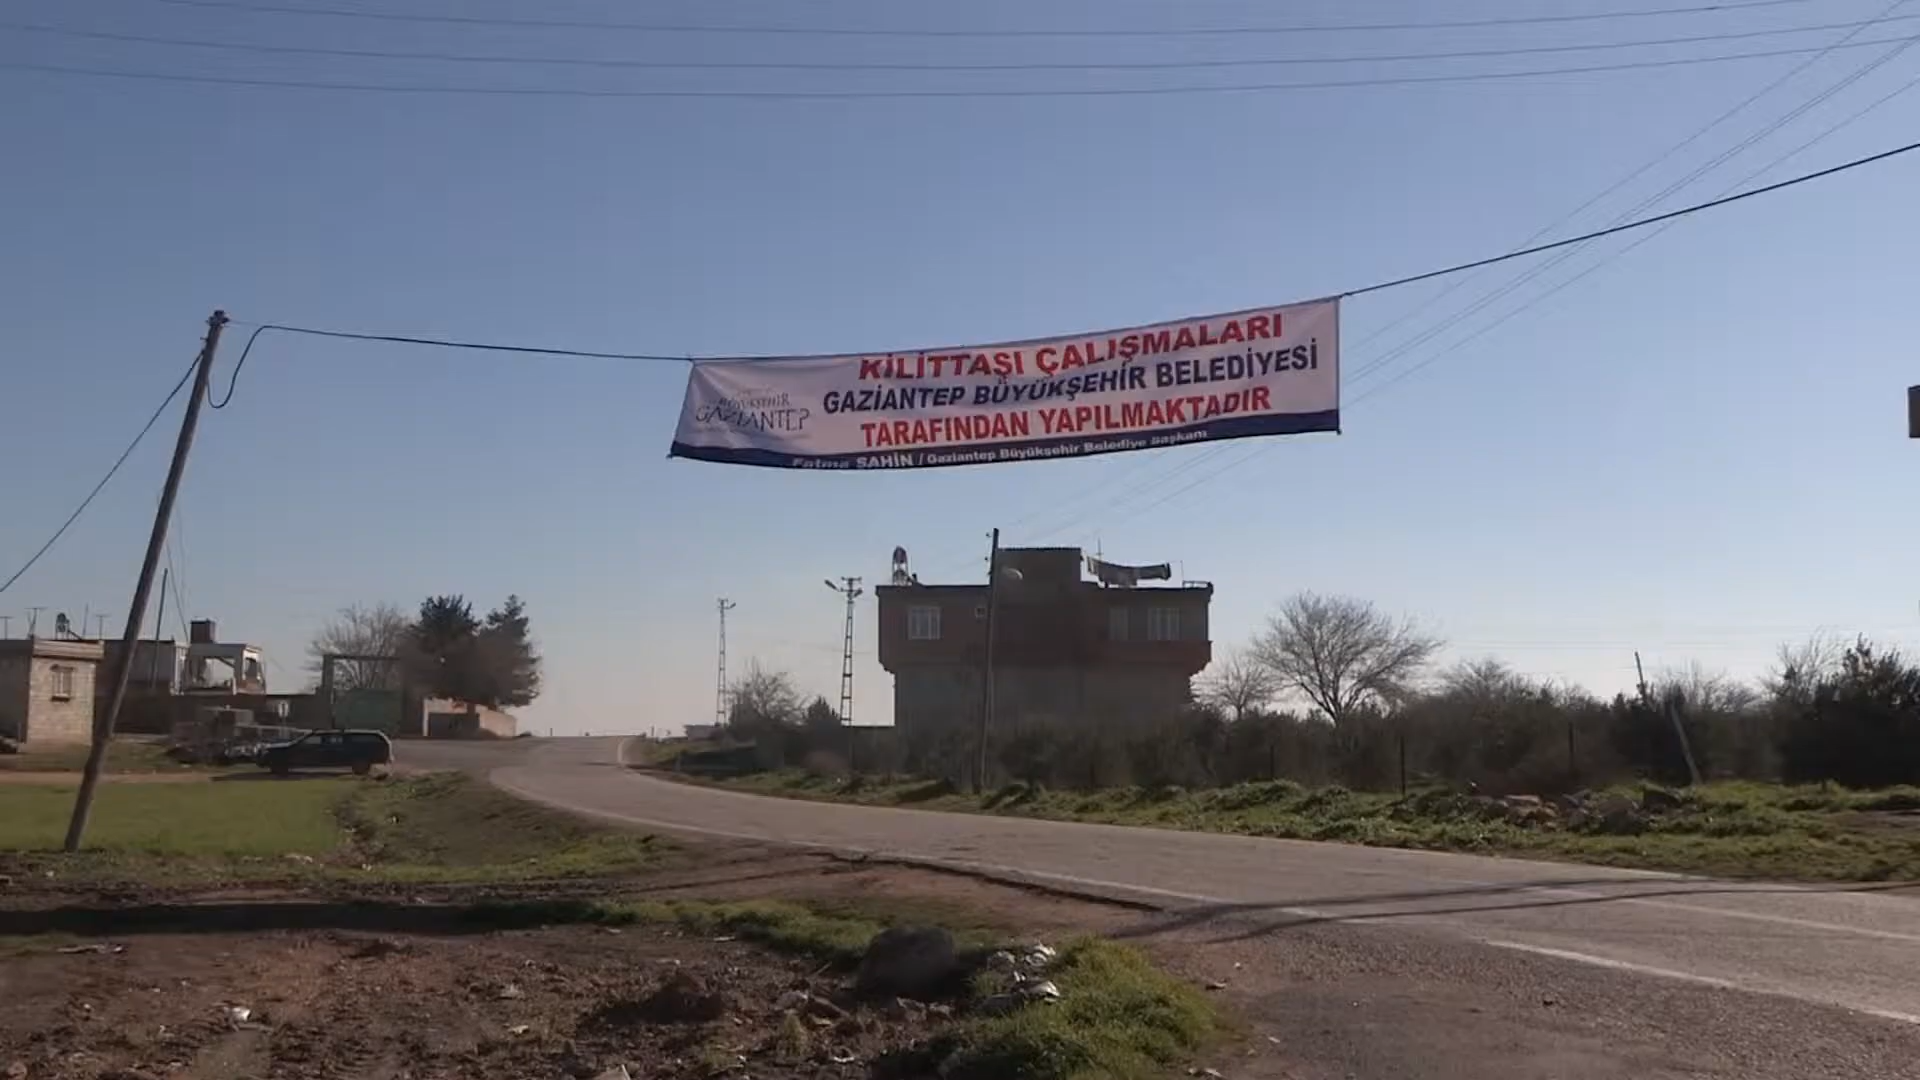 KİLİTTAŞI ÇALIŞMALARI
GAZİANTEP BÜYÜKŞEHİR BELEDİYESİ
TARAFINDAN YAPILMAKTADIR
BÜYÜKŞEHİR
GAZİANTEP
Fatma ŞAHİN / Gaziantep Büyükşehir Belediye Başkanı